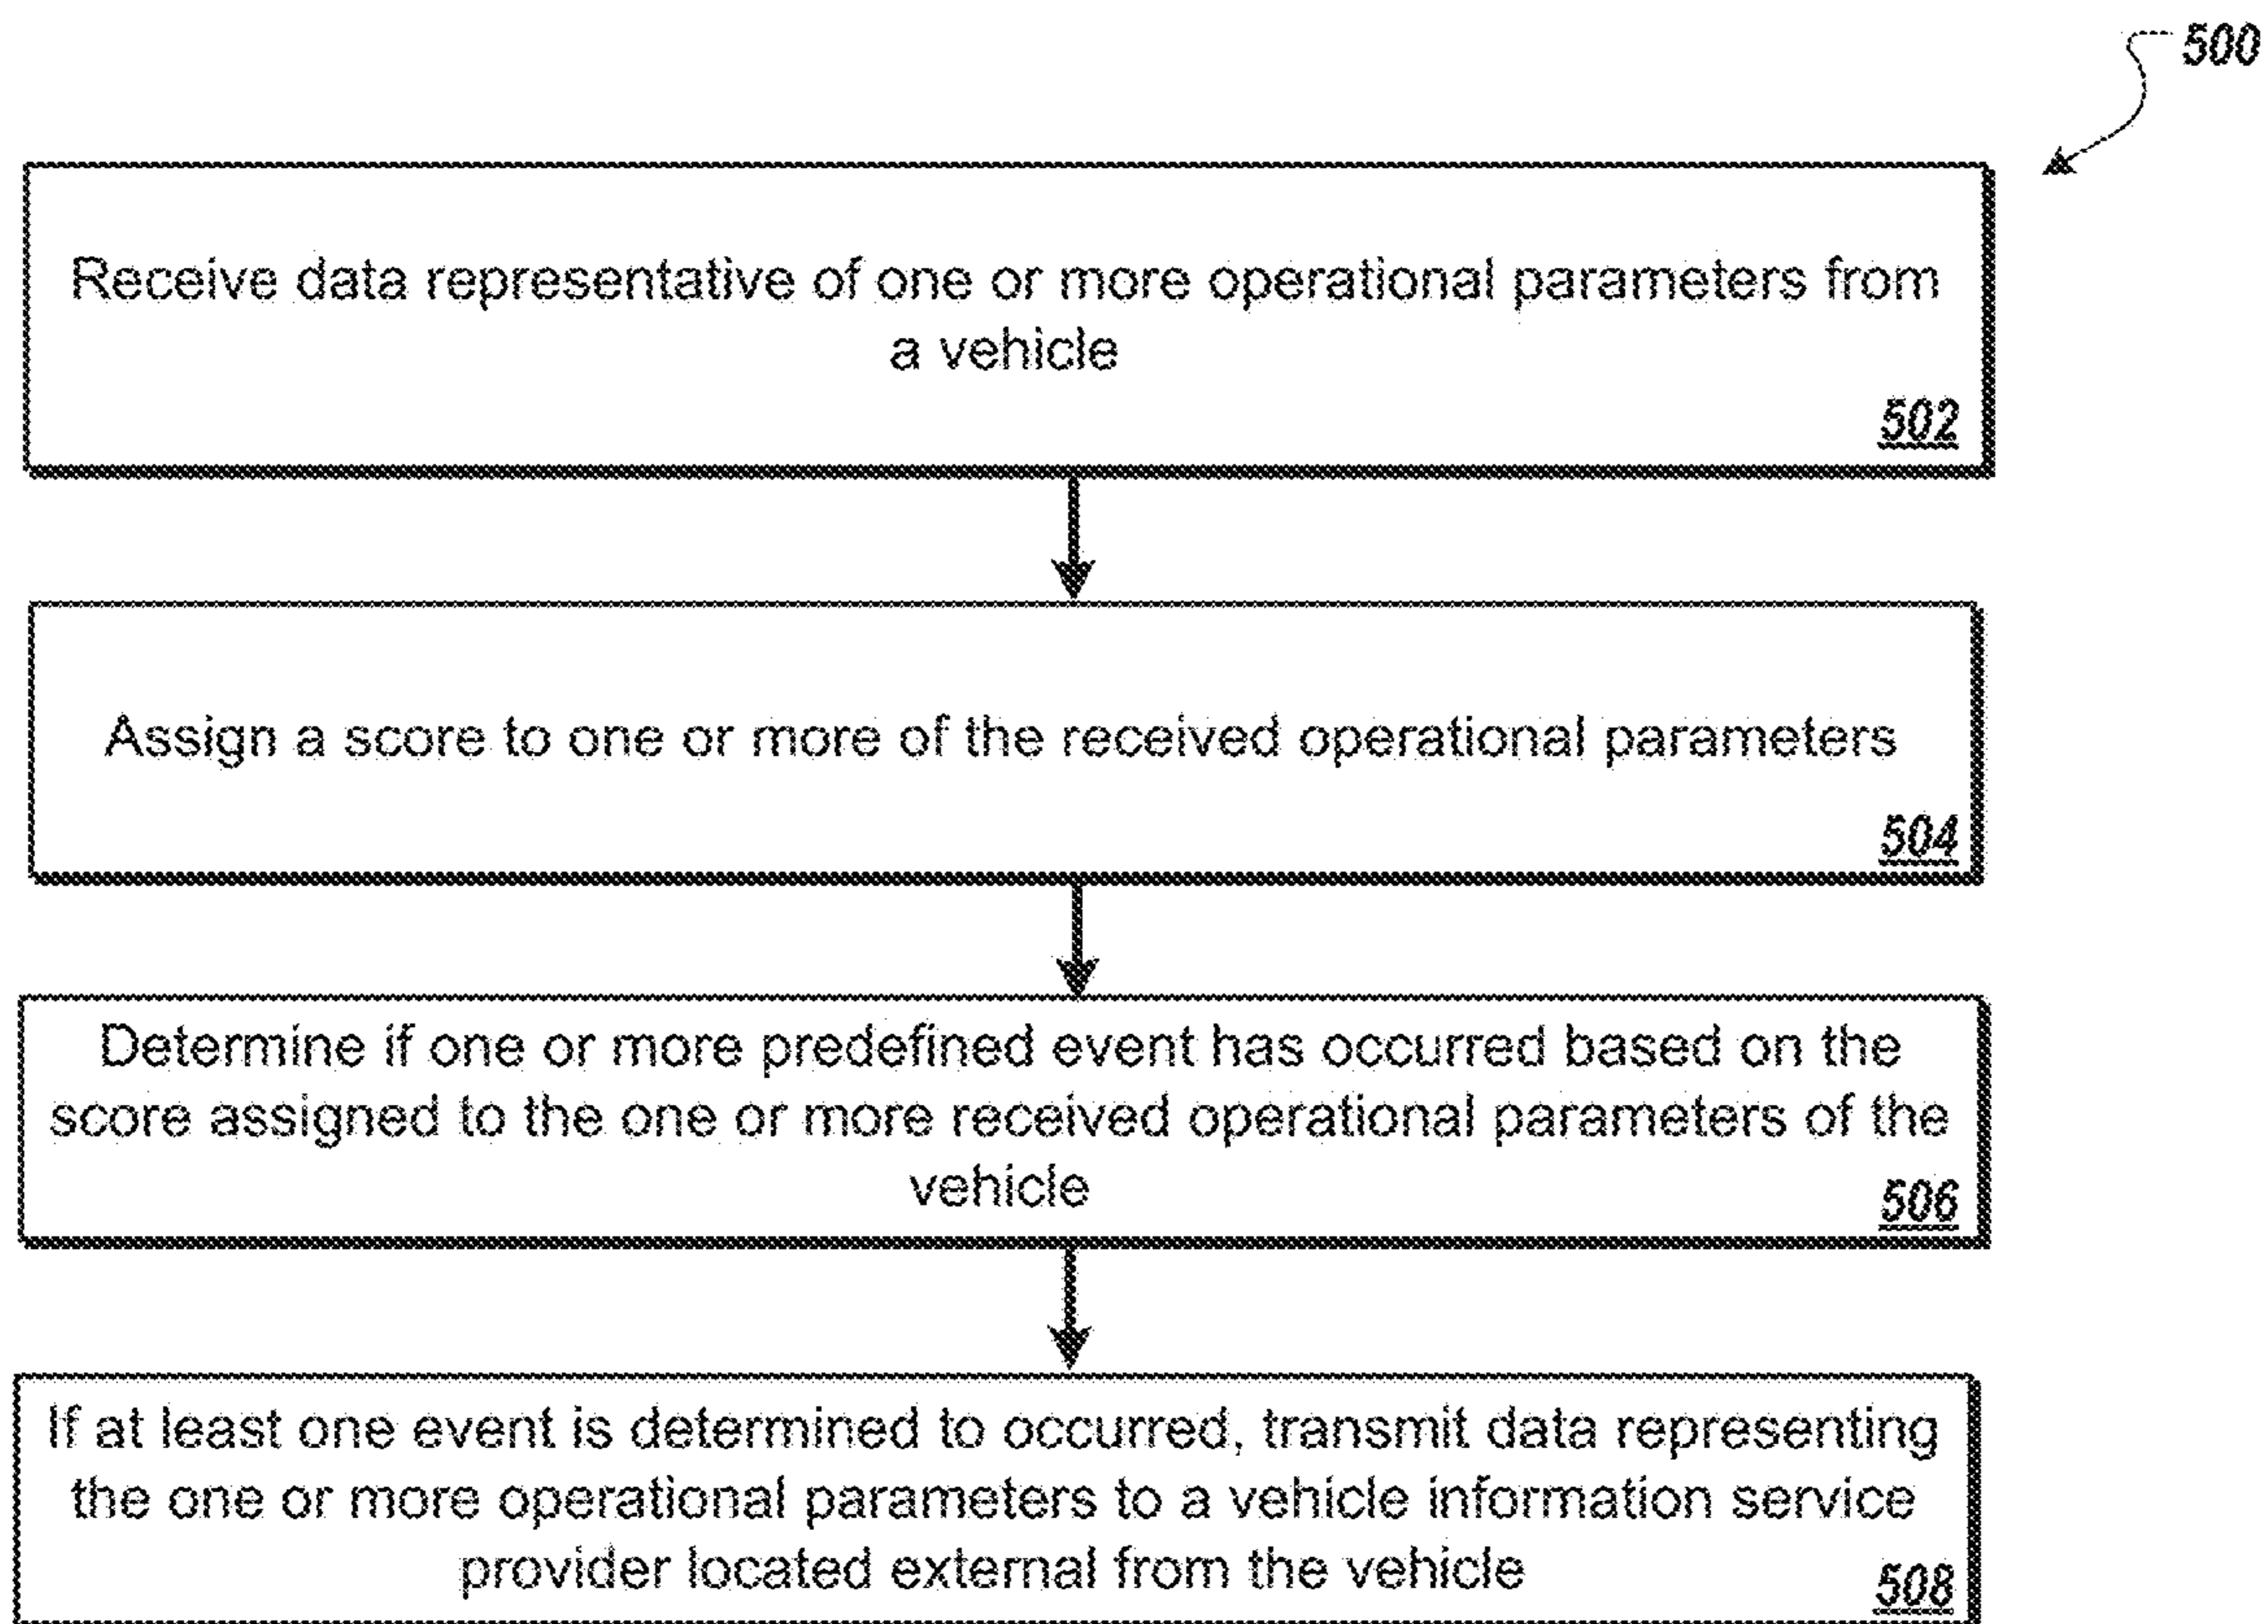 500
Receive data representative of one or more operational parameters from
a vehicle
502
Assign a score to one or more of the received operational parameters
504
Determine if one or more predefined event has occurred based on the
score assigned to the one or more received operational parameters of the
vehicle
506
If at least one event is determined to occurred, transmit data representing
the one or more operational parameters to a vehicle information service
provider located external from the vehicle
508